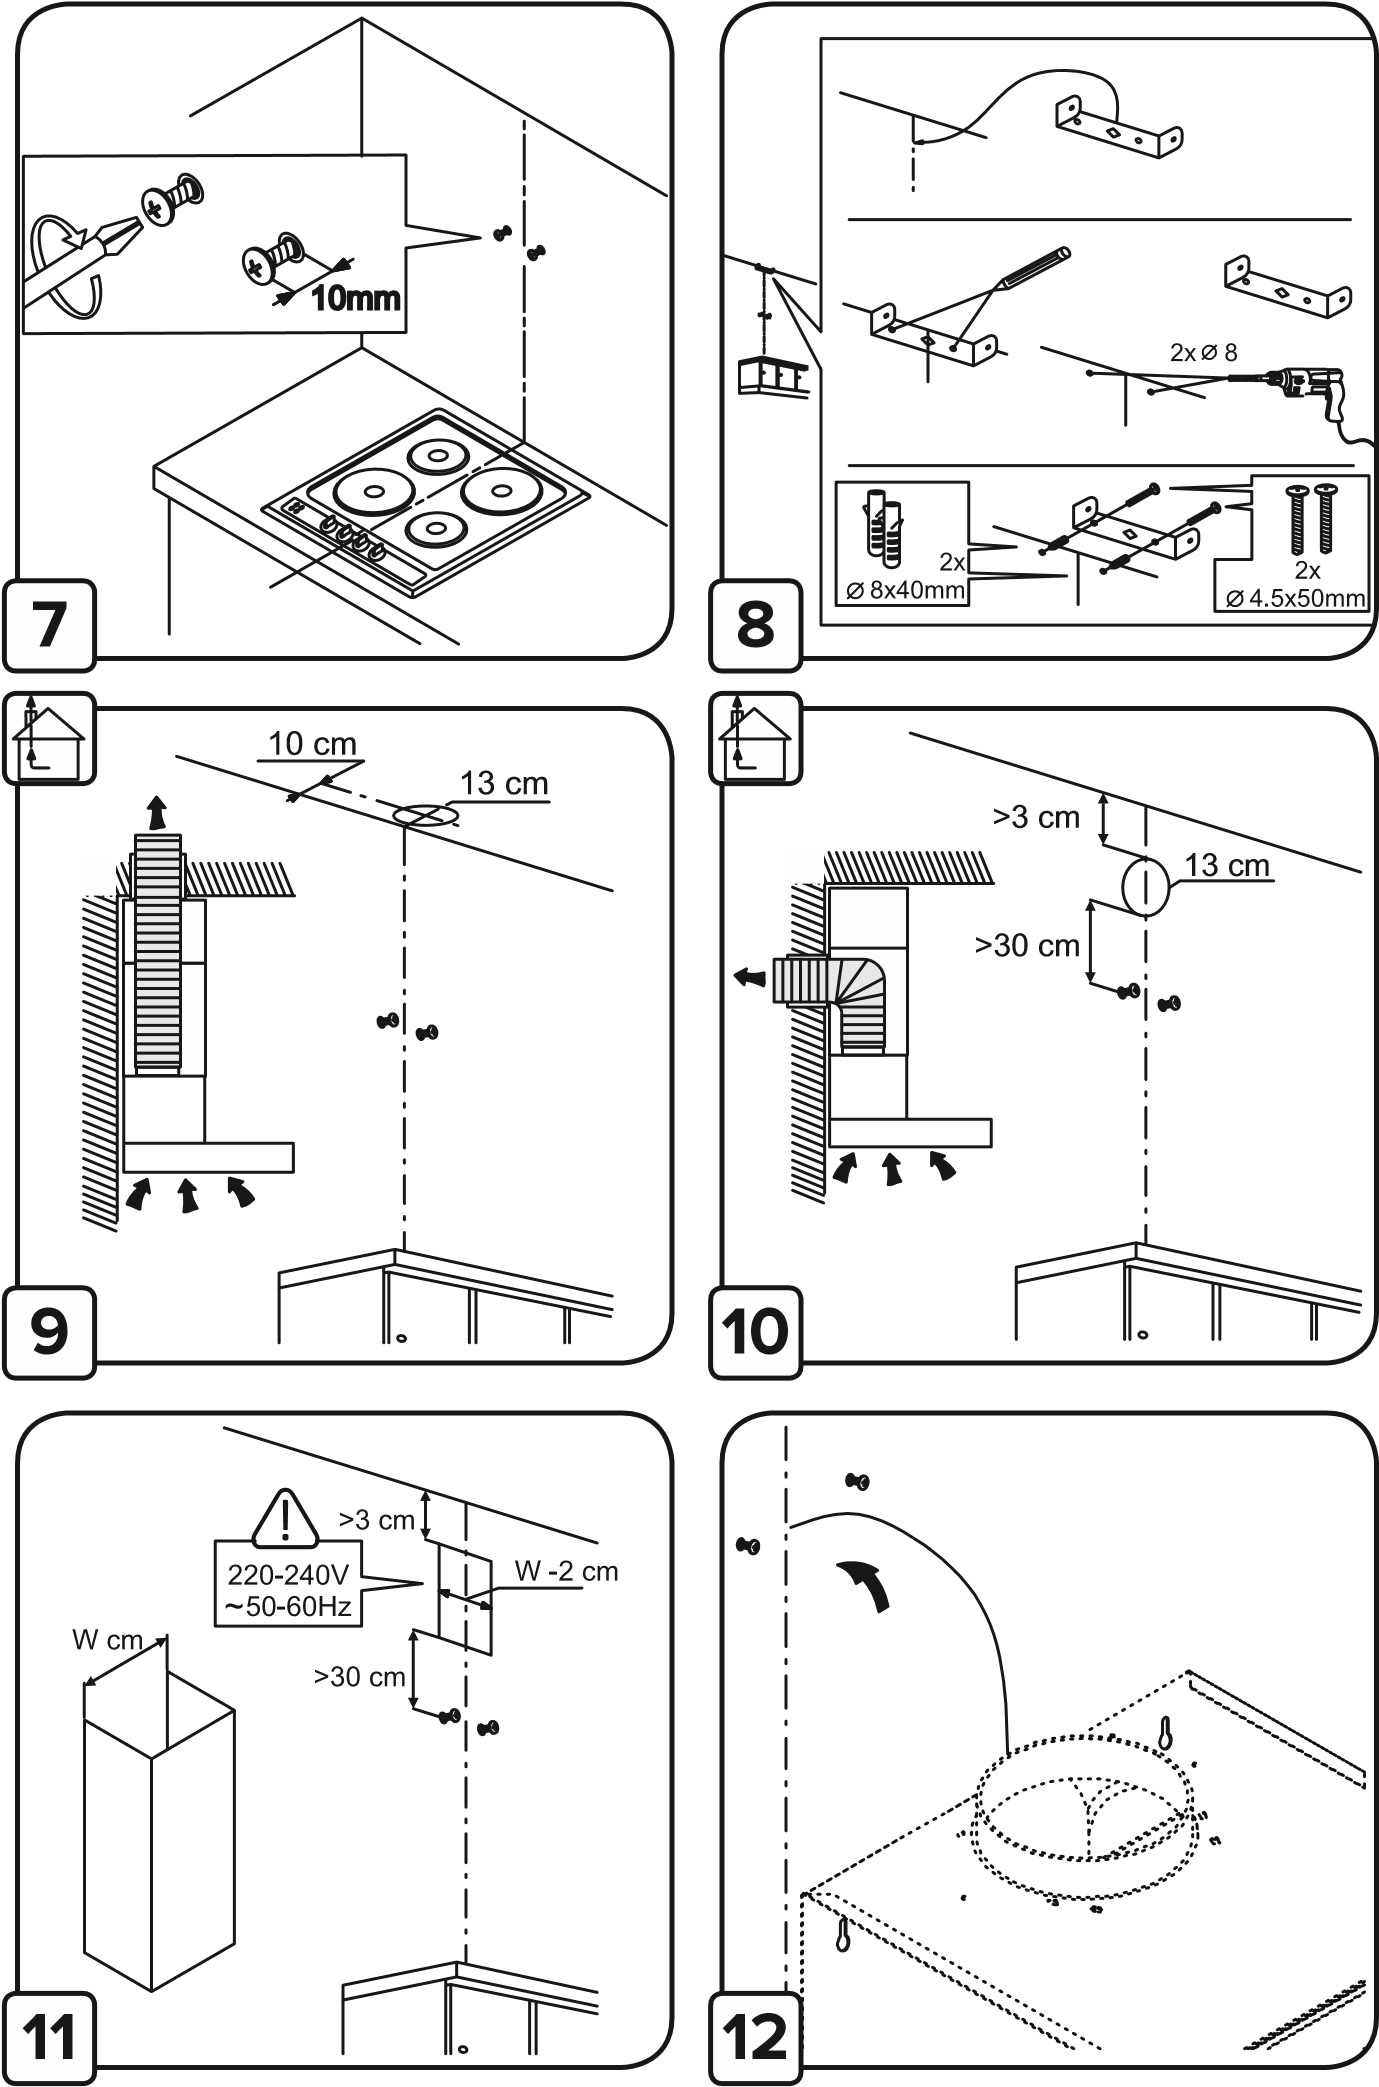 10mm
7
2x ⌀ 8
2x
⌀ 8x40mm
2x
⌀ 4.5x50mm
8
10 cm
13 cm
9
>3 cm
13 cm
>30 cm
10
>3 cm
220-240V
~50-60Hz
W -2 cm
W cm
>30 cm
11
12